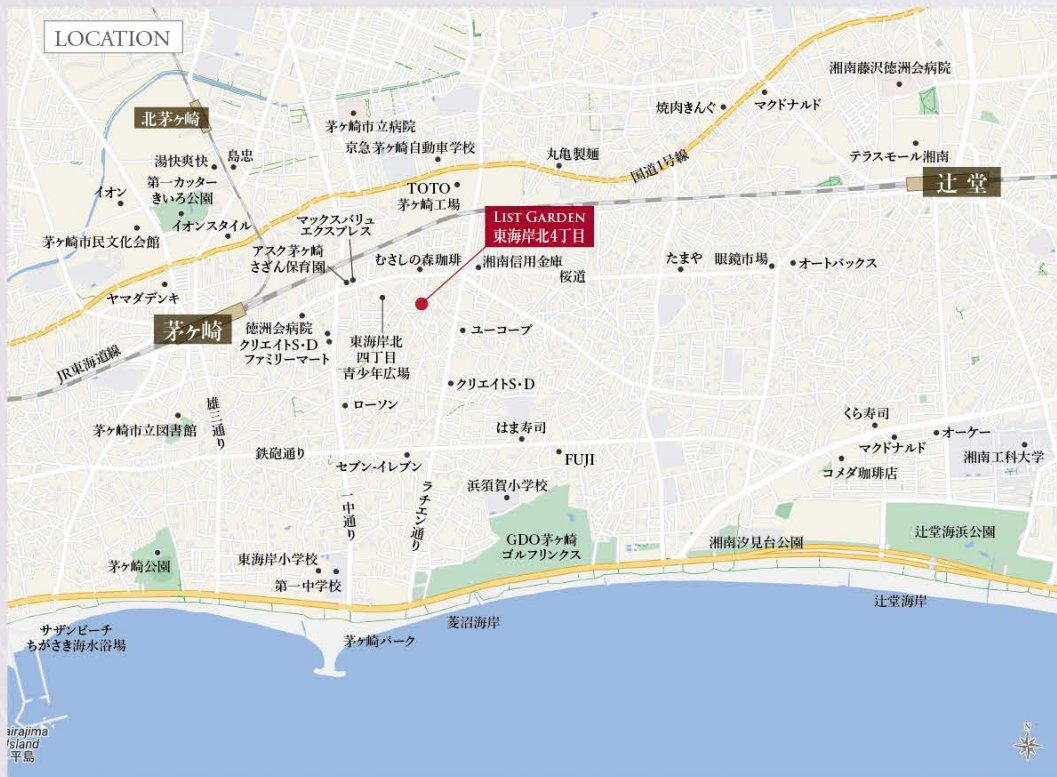 LOCATION
湘南藤沢徳洲会病院
焼肉きんぐ
マクドナルド
北茅ヶ崎
茅ヶ崎市立病院
京急茅ヶ崎自動車学校
丸亀製麺
国道1号線
テラスモール湘南
辻堂
湯快爽快
島忠
イオン
第一カッター
きいろ公園
TOTO
茅ヶ崎工場
LIST GARDEN
東海岸北4丁目
マックスバリュ
エクスプレス
イオンスタイル
茅ヶ崎市民文化会館
アスク茅ヶ崎
さざん保育園
むさしの森珈琲
湘南信用金庫
桜道
たまや
眼鏡市場
オートバックス
ヤマダデンキ
茅ヶ崎
徳洲会病院
クリエイトS・D
ファミリーマート
東海岸北
四丁目
青少年広場
ユーコープ
JR東海道線
クリエイトS・D
ローソン
雄三通り
茅ヶ崎市立図書館
鉄砲通り
はま寿司
くら寿司
マクドナルド
オーケー
湘南工科大学
コメダ珈琲店
セブン-イレブン
FUJI
一中通り
ラチエン通り
浜須賀小学校
GDO茅ヶ崎
ゴルフリンクス
湘南汐見台公園
辻堂海浜公園
茅ヶ崎公園
東海岸小学校
第一中学校
辻堂海岸
菱沼海岸
茅ヶ崎パーク
サザンビーチ
ちがさき海水浴場
airajima
Island
平島
N